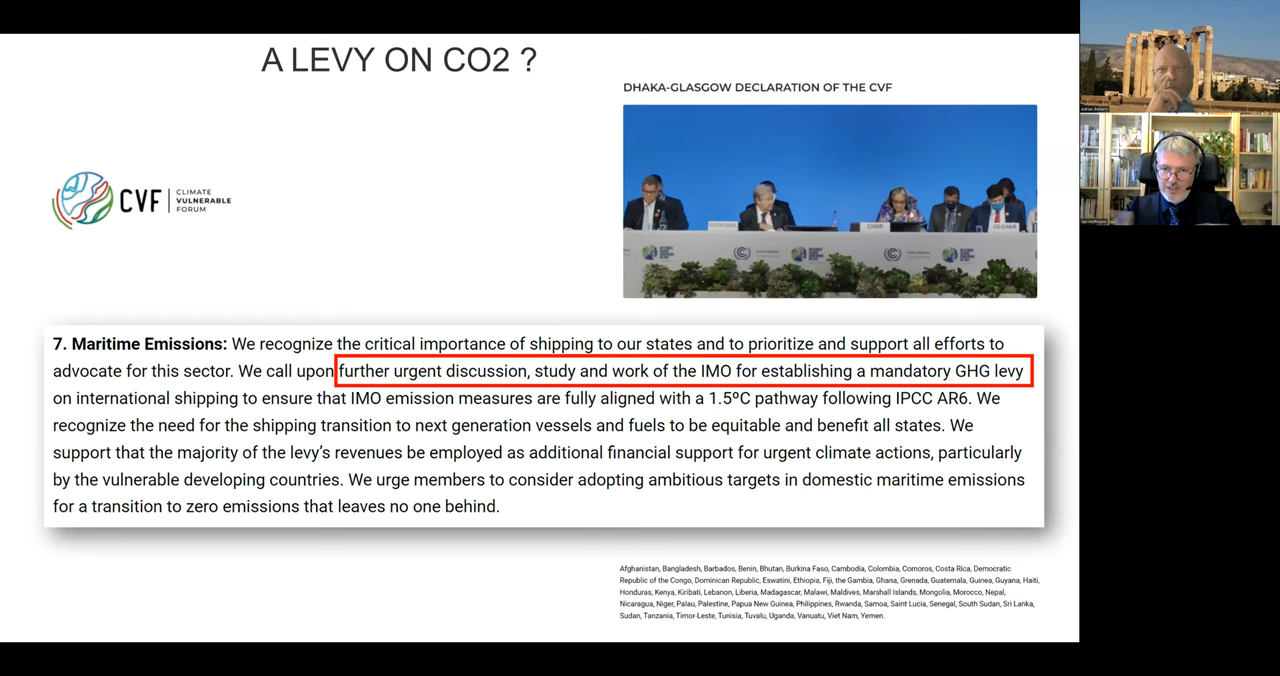 A LEVY ON CO2 ?
DHAKA-GLASGOW DECLARATION OF THE CVF
CVF
CLIMATE
VULNERABLE
FORUM
CHAIR
CO-CHAIR
7. Maritime Emissions: We recognize the critical importance of shipping to our states and to prioritize and support all efforts to
advocate for this sector. We call upon further urgent discussion, study and work of the IMO for establishing a mandatory GHG levy
on international shipping to ensure that IMO emission measures are fully aligned with a 1.5ºC pathway following IPCC AR6. We
recognize the need for the shipping transition to next generation vessels and fuels to be equitable and benefit all states. We
support that the majority of the levy’s revenues be employed as additional financial support for urgent climate actions, particularly
by the vulnerable developing countries. We urge members to consider adopting ambitious targets in domestic maritime emissions
for a transition to zero emissions that leaves no one behind.
Afghanistan, Bangladesh, Barbados, Benin, Bhutan, Burkina Faso, Cambodia, Colombia, Comoros, Costa Rica, Democratic
Republic of the Congo, Dominican Republic, Eswatini, Ethiopia, Fiji, the Gambia, Ghana, Grenada, Guatemala, Guinea, Guyana, Haiti,
Honduras, Kenya, Kiribati, Lebanon, Liberia, Madagascar, Malawi, Maldives, Marshall Islands, Mongolia, Morocco, Nepal,
Nicaragua, Niger, Palau, Palestine, Papua New Guinea, Philippines, Rwanda, Samoa, Saint Lucia, Senegal, South Sudan, Sri Lanka,
Sudan, Tanzania, Timor-Leste, Tunisia, Tuvalu, Uganda, Vanuatu, Viet Nam, Yemen.